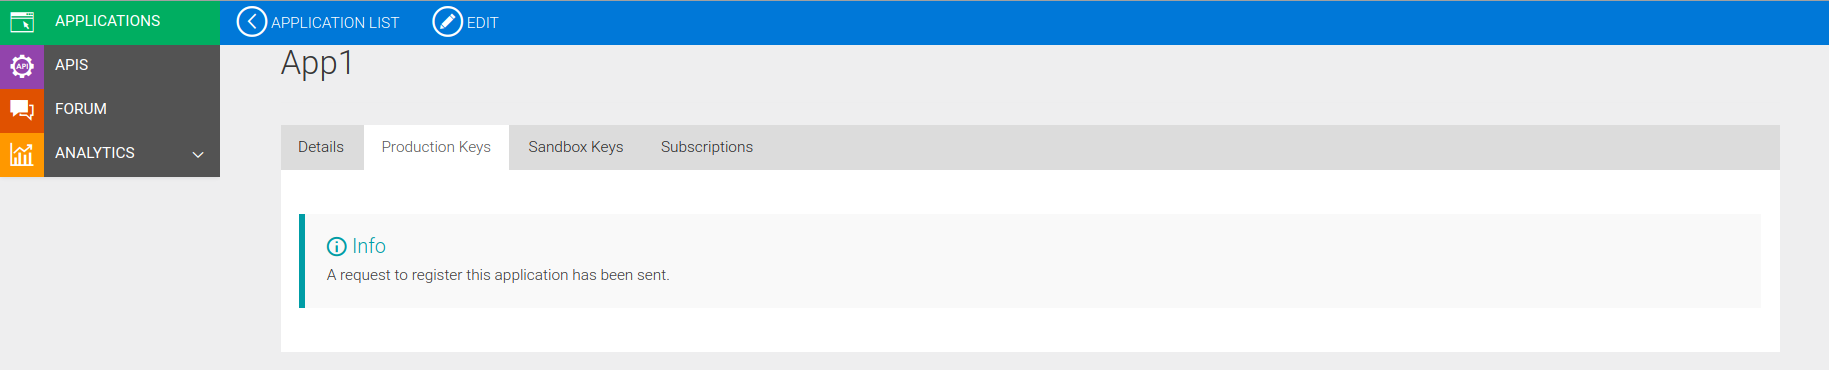 APPLICATIONS
APPLICATION LIST
EDIT
API
APIS
FORUM
ANALYTICS
App1
Details
Production Keys
Sandbox Keys
Subscriptions
Info
A request to register this application has been sent.